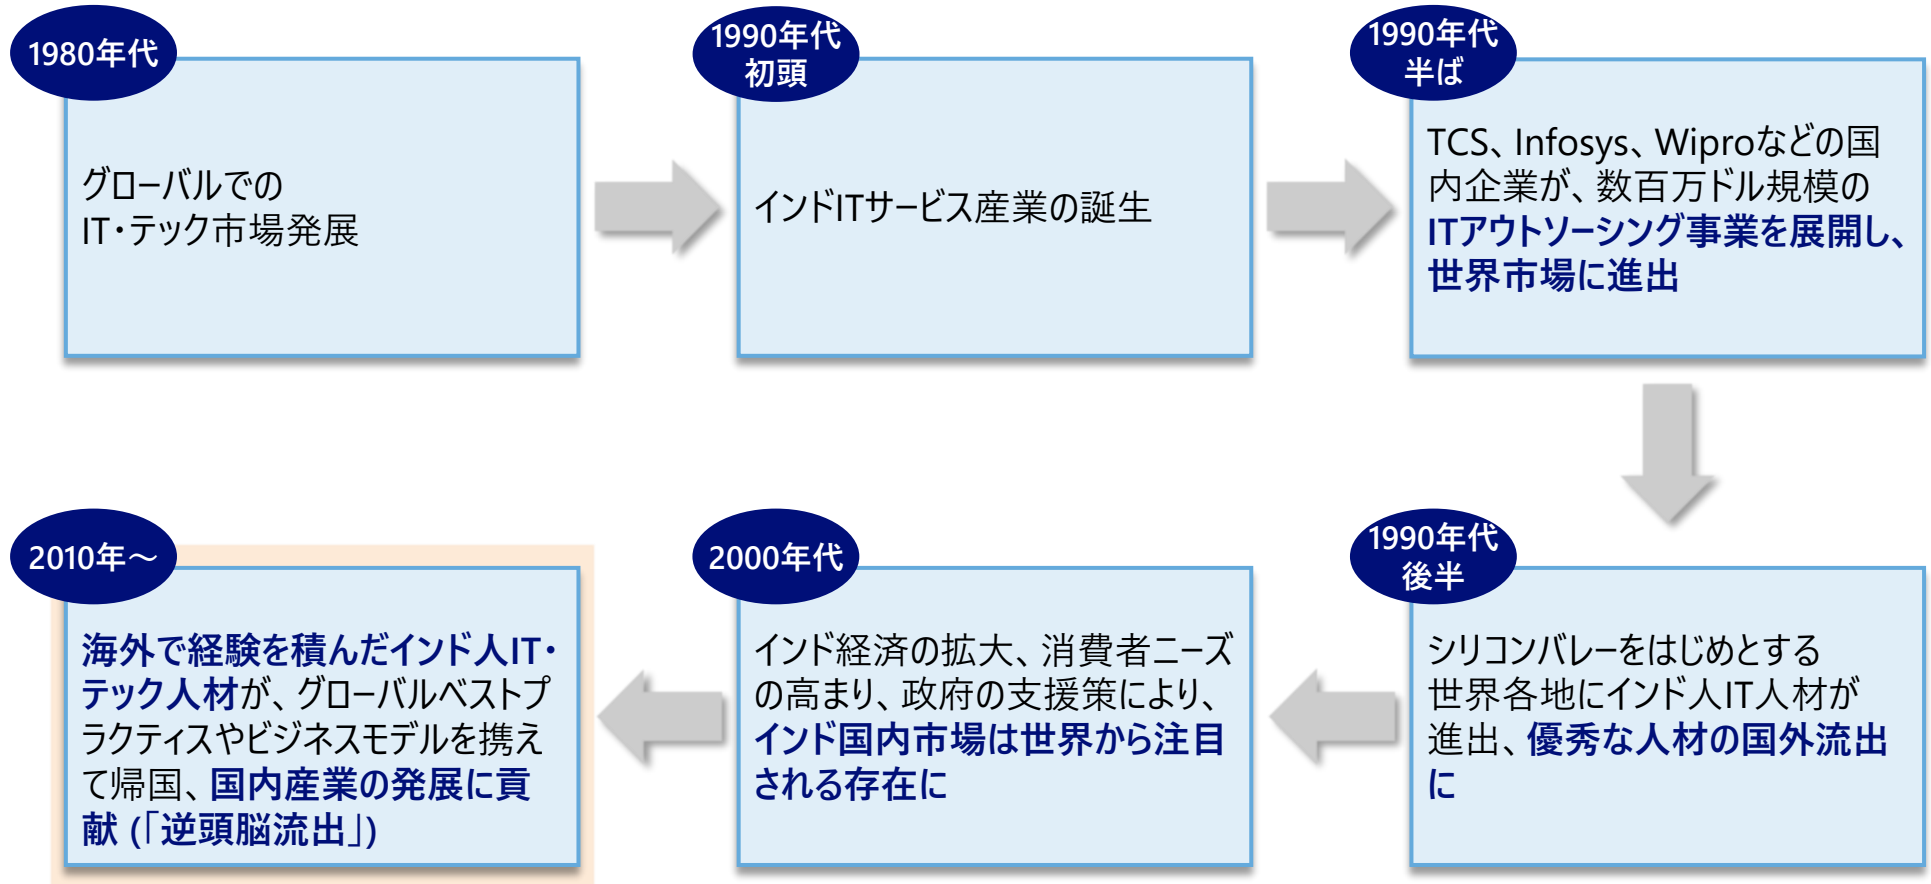 1980年代
グローバルでの
IT・テック市場発展
1990年代
初頭
インドITサービス産業の誕生
1990年代
半ば
TCS、Infosys、Wiproなどの国
内企業が、数百万ドル規模の
ITアウトソーシング事業を展開し、
世界市場に進出
1990年代
後半
シリコンバレーをはじめとする
世界各地にインド人IT人材が
進出、優秀な人材の国外流出
に
2000年代
インド経済の拡大、消費者ニーズ
の高まり、政府の支援策により、
インド国内市場は世界から注目
される存在に
2010年～
海外で経験を積んだインド人IT・
テック人材が、グローバルベストプ
ラクティスやビジネスモデルを携え
て帰国、国内産業の発展に貢
献 (「逆頭脳流出」)